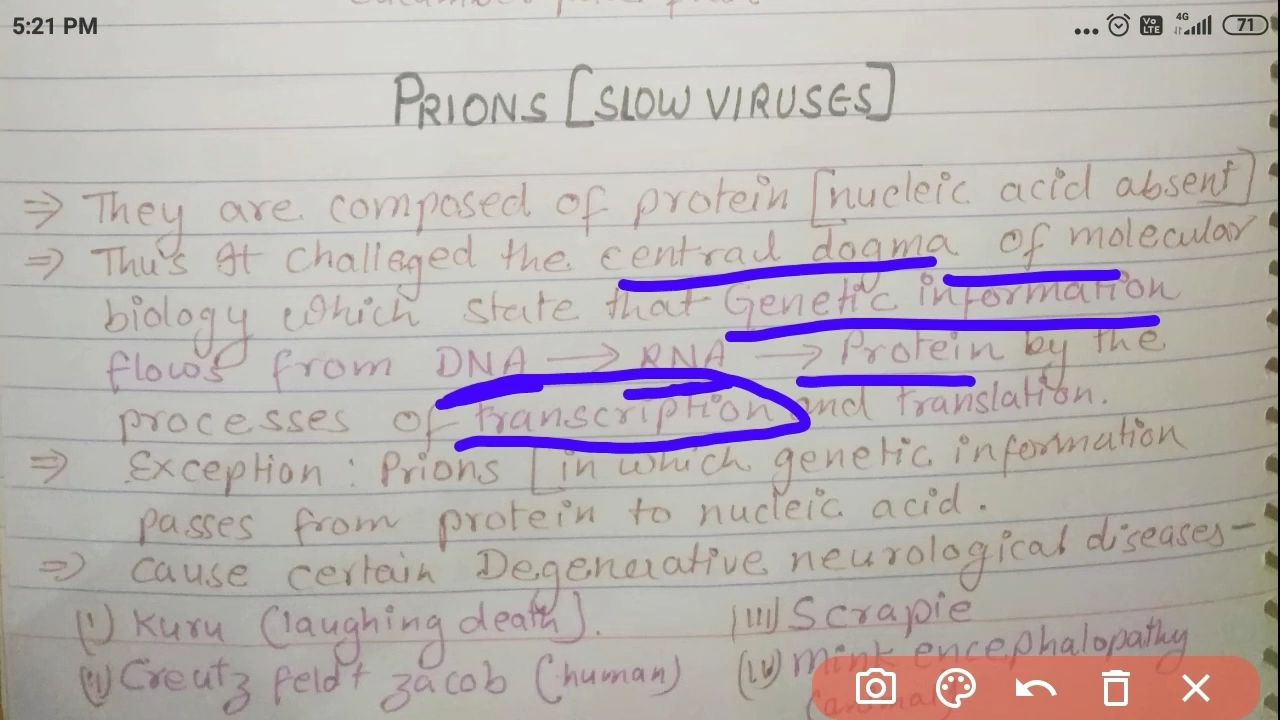 5:21 PM
4G
Vo LTE
71
PRIONS [SLOW VIRUSES]
⇒ They are composed of protein [nucleic acid absent]
⇒ Thus It challeged the central dogma of molecular
biology which state that Genetic information
flows from DNA → RNA → Protein by the
processes of transcription and translation.
⇒ Exception : Prions [in which genetic information
passes from protein to nucleic acid.
⇒ cause certain Degenerative neurological diseases-
(i) Kuru (laughing death). (iii) Scrapie
(ii) Creutz feldt zacob (human) (iv) mink encephalopathy